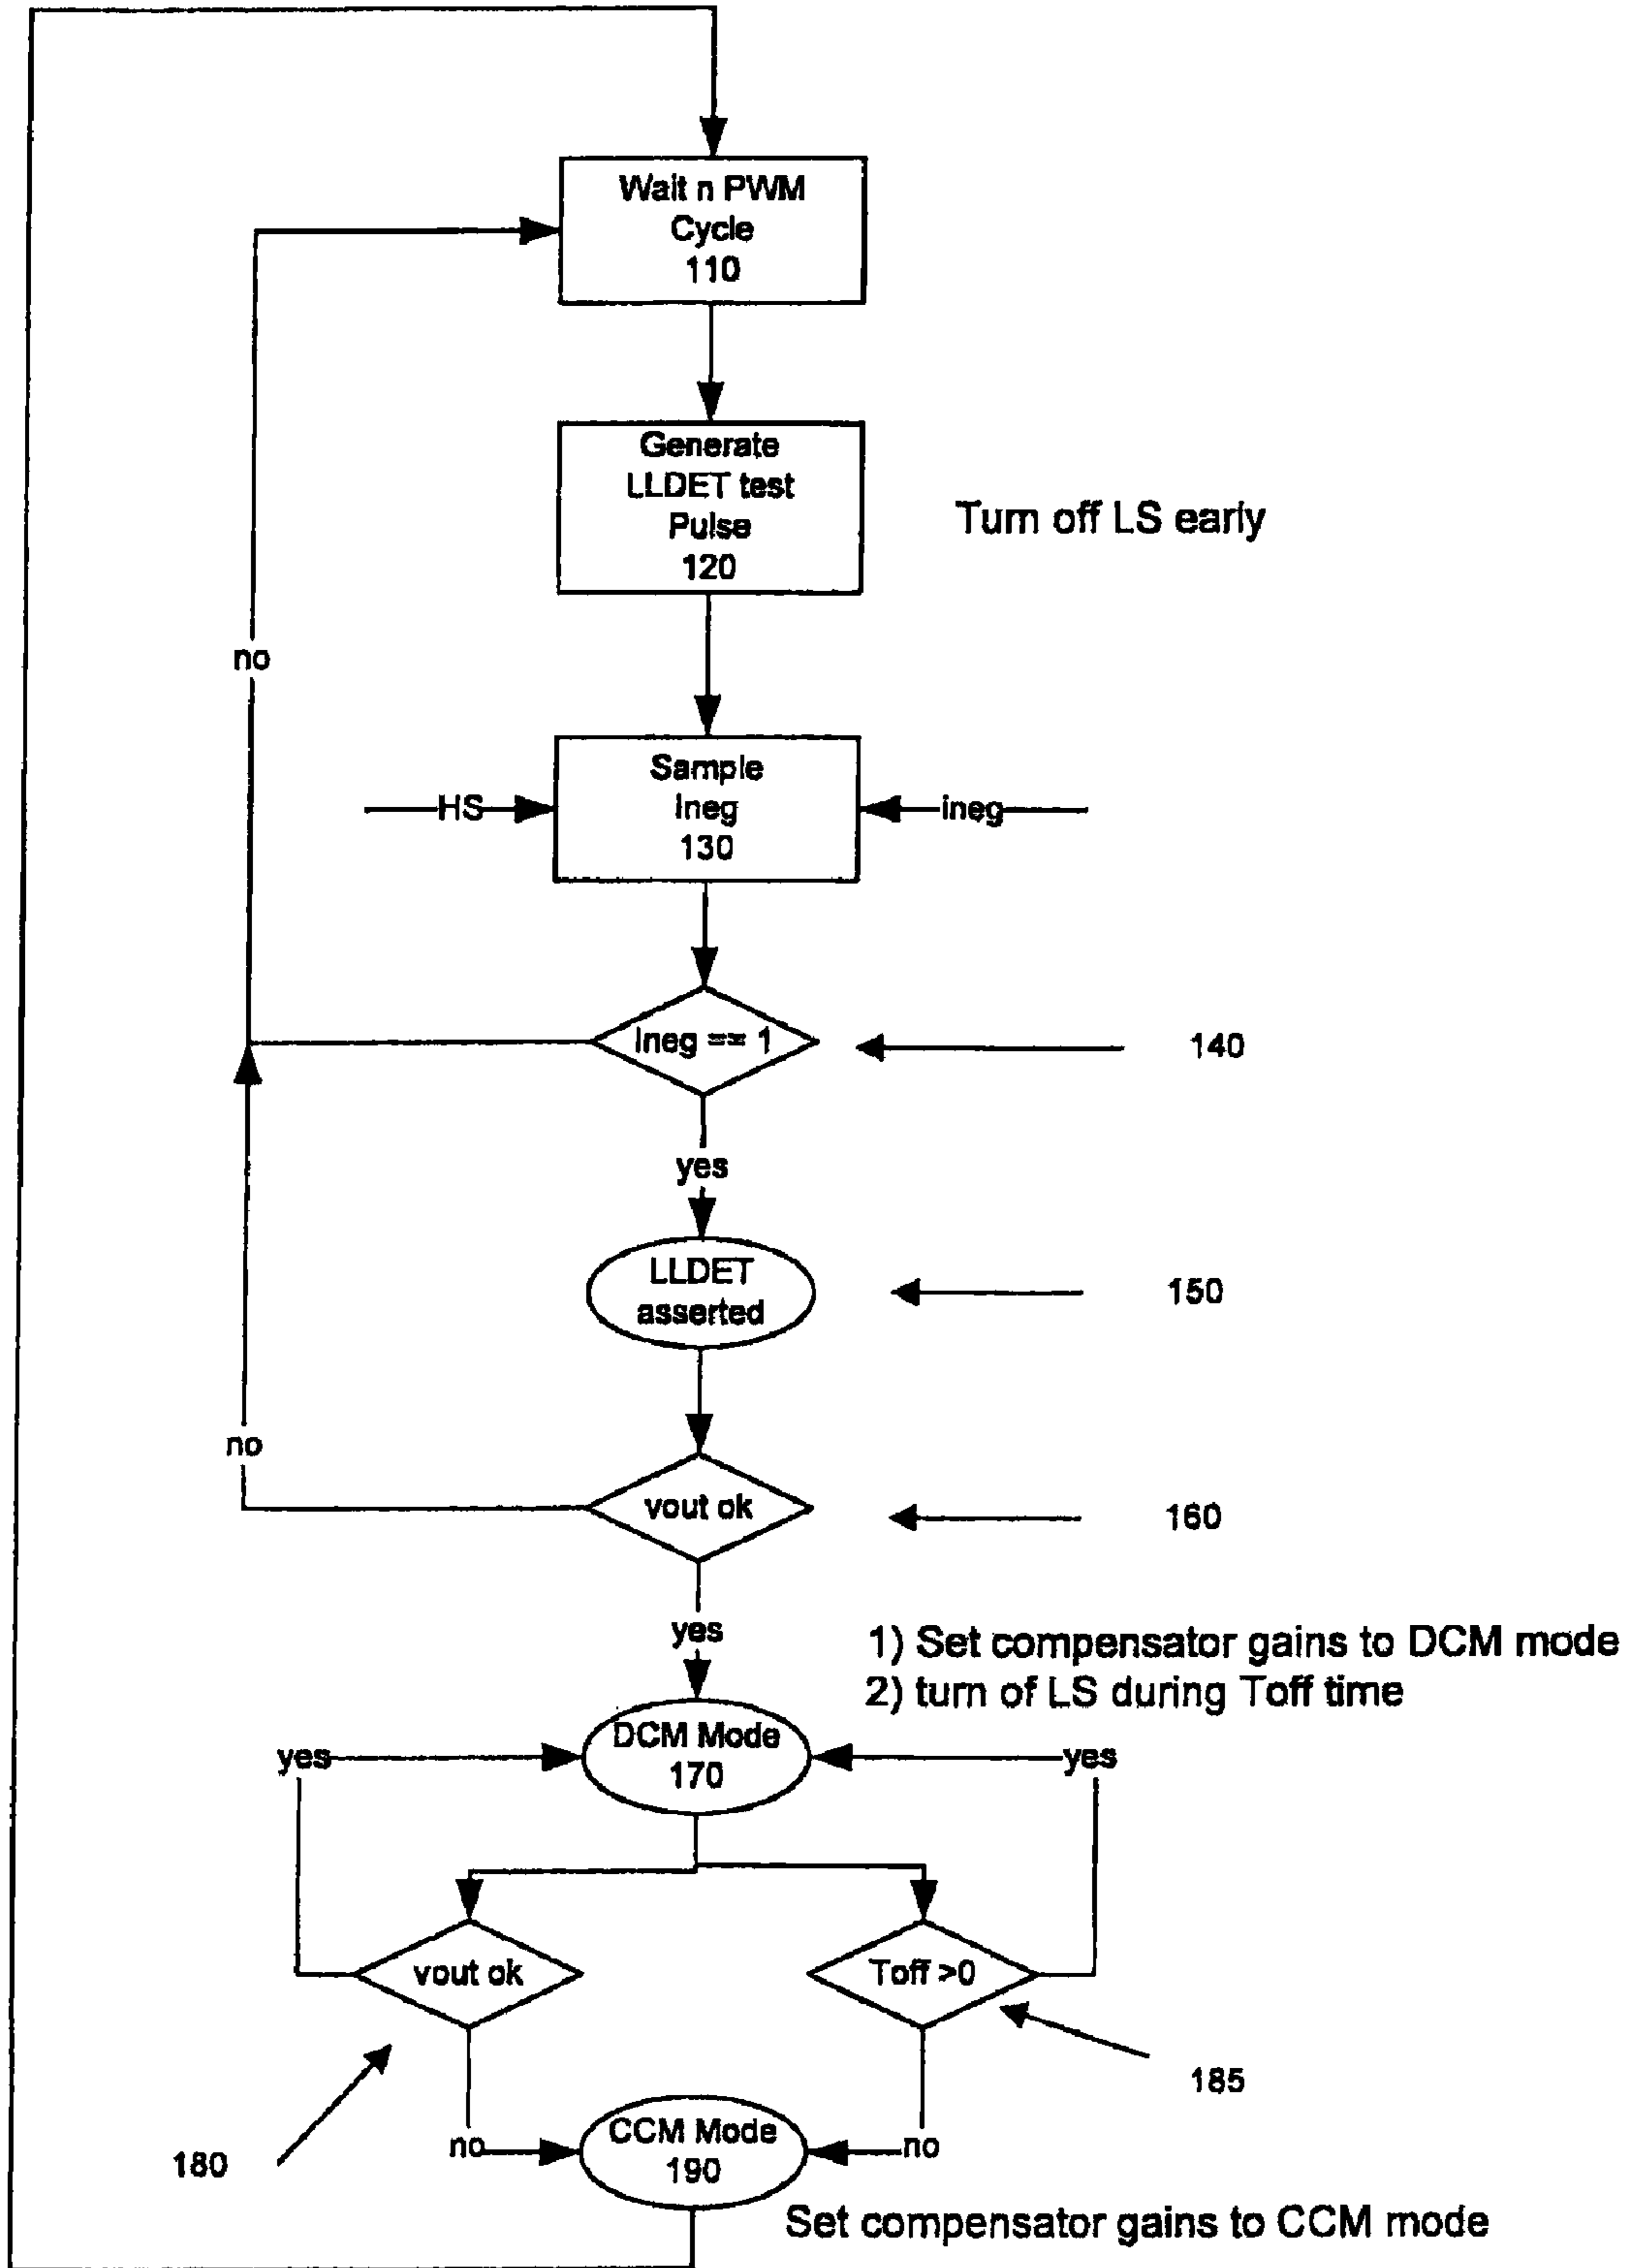 Wait n PWM
Cycle
110
Generate
LLDET test
Pulse
120
Turn off LS early
no
Sample
Ineg
130
HS
ineg
Ineg == 1
140
yes
LLDET
asserted
150
no
vout ok
160
yes
1) Set compensator gains to DCM mode
2) turn of LS during Toff time
DCM Mode
170
yes
yes
vout ok
Toff >0
185
180
no
CCM Mode
190
no
Set compensator gains to CCM mode